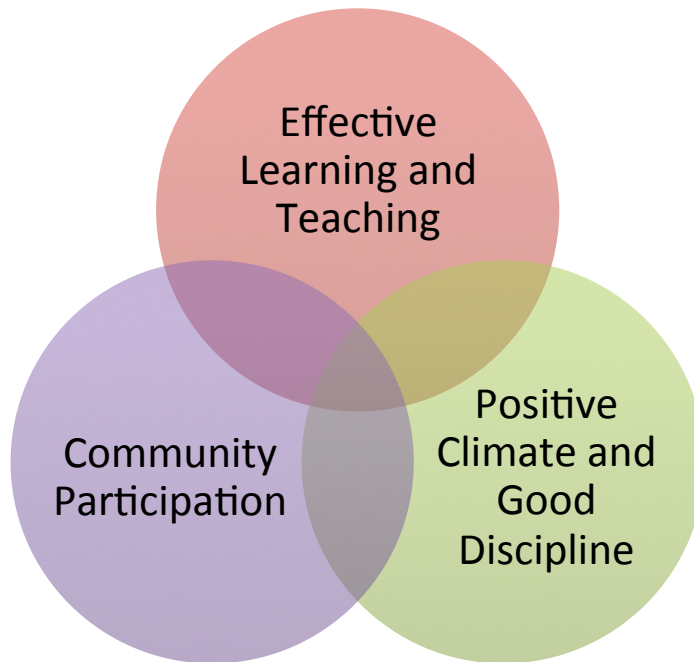 Effective
Learning and
Teaching
Community
Participation
Positive
Climate and
Good
Discipline